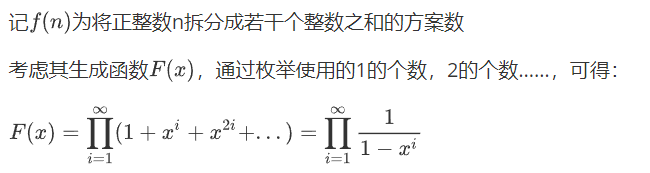 记f(n)为将正整数n拆分成若干个整数之和的方案数
考虑其生成函数F(x)，通过枚举使用的1的个数，2的个数……，可得：
F(x) = ∏_{i=1}^{∞}(1 + x^i + x^{2i}+...) = ∏_{i=1}^{∞} \frac{1}{1 − x^i}